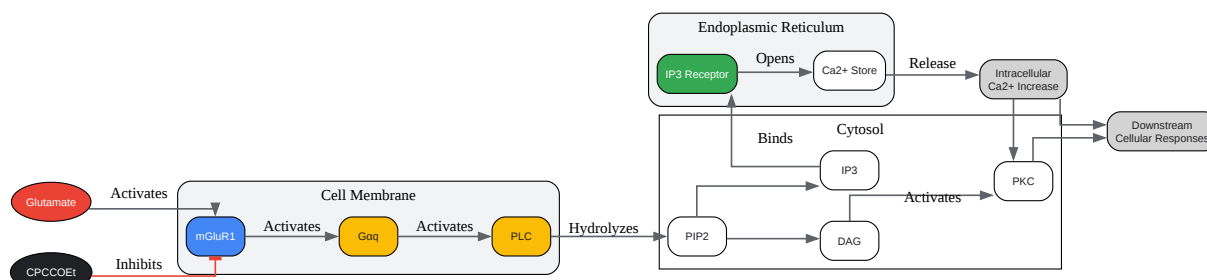 Endoplasmic Reticulum
IP3 Receptor
Opens
Ca2+ Store
Release
Intracellular
Ca2+ Increase
Downstream
Cellular Responses
Cytosol
Binds
IP3
PKC
Activates
PIP2
DAG
Glutamate
Activates
Cell Membrane
mGluR1
Activates
Gαq
Activates
PLC
Hydrolyzes
CPCCOEt
Inhibits